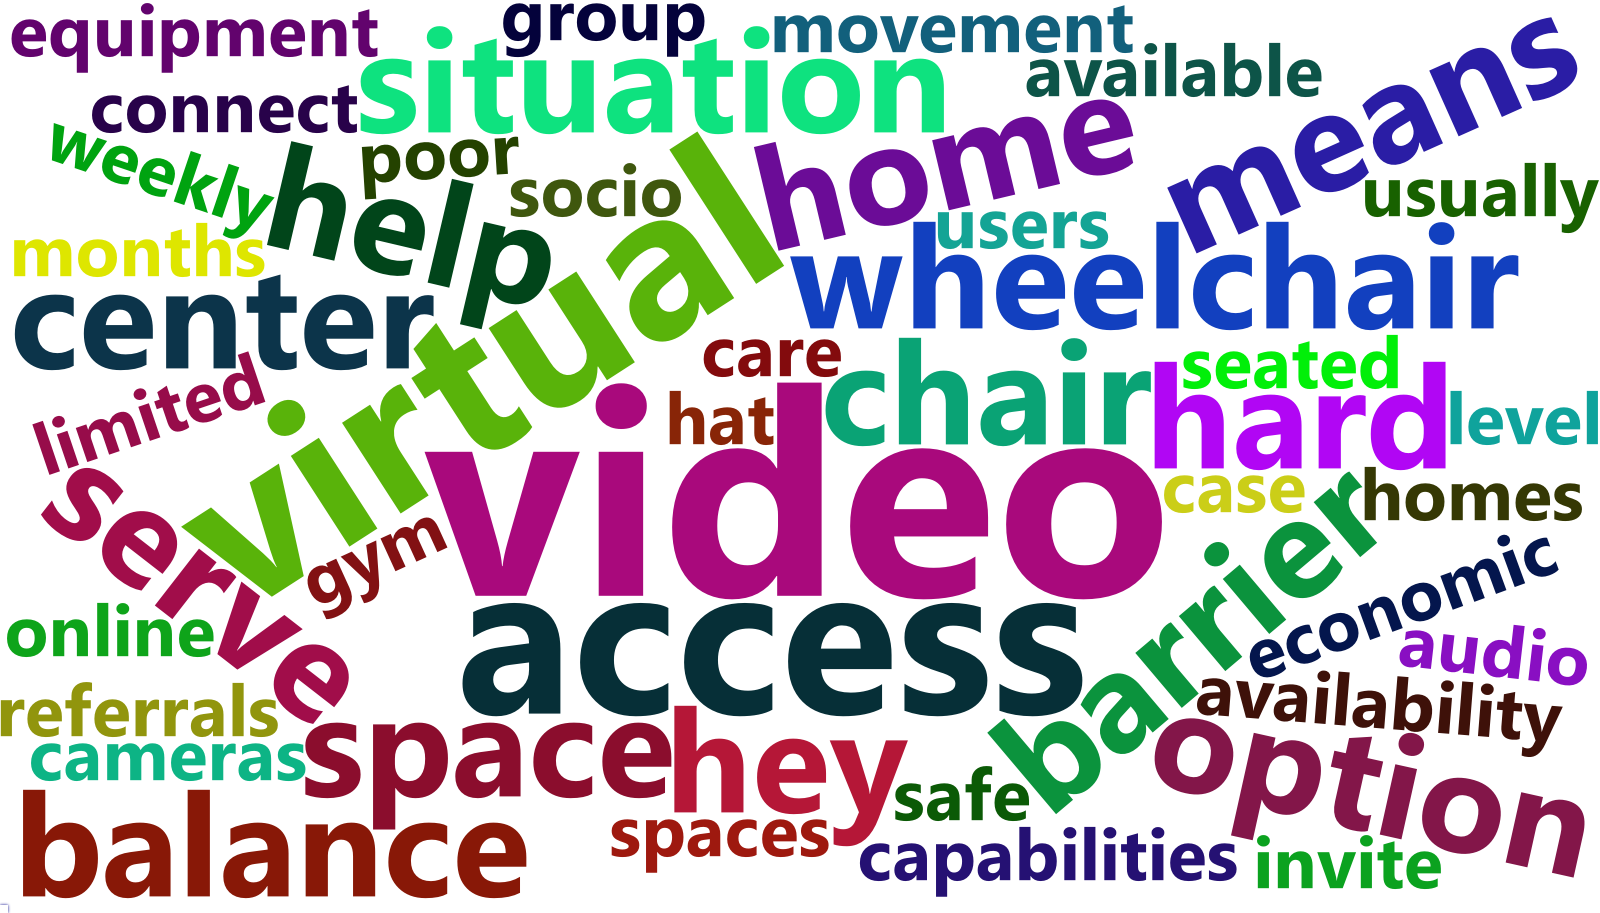 equipment
group
movement
situation
available
means
connect
home
weekly
poor
help
socio
virtual
usually
users
months
wheelchair
center
care
chair
seated
limited
hat
hard
level
video
serve
case
homes
gym
barrier
economic
online
access
audio
referrals
availability
cameras
space
hey
option
safe
balance
spaces
capabilities
invite